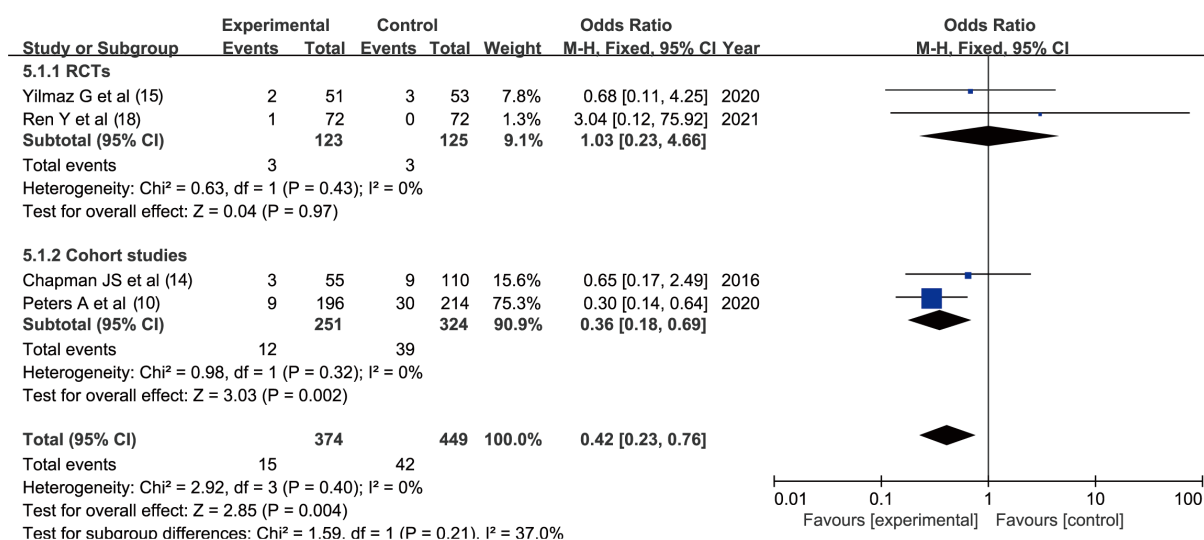 Experimental Control Odds Ratio Odds Ratio
Study or Subgroup Events Total Events Total Weight M-H, Fixed, 95% CI Year M-H, Fixed, 95% CI
5.1.1 RCTs
Yilmaz G et al (15) 2 51 3 53 7.8% 0.68 [0.11, 4.25] 2020
Ren Y et al (18) 1 72 0 72 1.3% 3.04 [0.12, 75.92] 2021
Subtotal (95% CI) 123 125 9.1% 1.03 [0.23, 4.66]
Total events 3 3
Heterogeneity: Chi² = 0.63, df = 1 (P = 0.43); I² = 0%
Test for overall effect: Z = 0.04 (P = 0.97)
5.1.2 Cohort studies
Chapman JS et al (14) 3 55 9 110 15.6% 0.65 [0.17, 2.49] 2016
Peters A et al (10) 9 196 30 214 75.3% 0.30 [0.14, 0.64] 2020
Subtotal (95% CI) 251 324 90.9% 0.36 [0.18, 0.69]
Total events 12 39
Heterogeneity: Chi² = 0.98, df = 1 (P = 0.32); I² = 0%
Test for overall effect: Z = 3.03 (P = 0.002)
Total (95% CI) 374 449 100.0% 0.42 [0.23, 0.76]
Total events 15 42
Heterogeneity: Chi² = 2.92, df = 3 (P = 0.40); I² = 0%
Test for overall effect: Z = 2.85 (P = 0.004)
Test for subgroup differences: Chi² = 1.59, df = 1 (P = 0.21), I² = 37.0%
0.01 0.1 1 10 100
Favours [experimental] Favours [control]